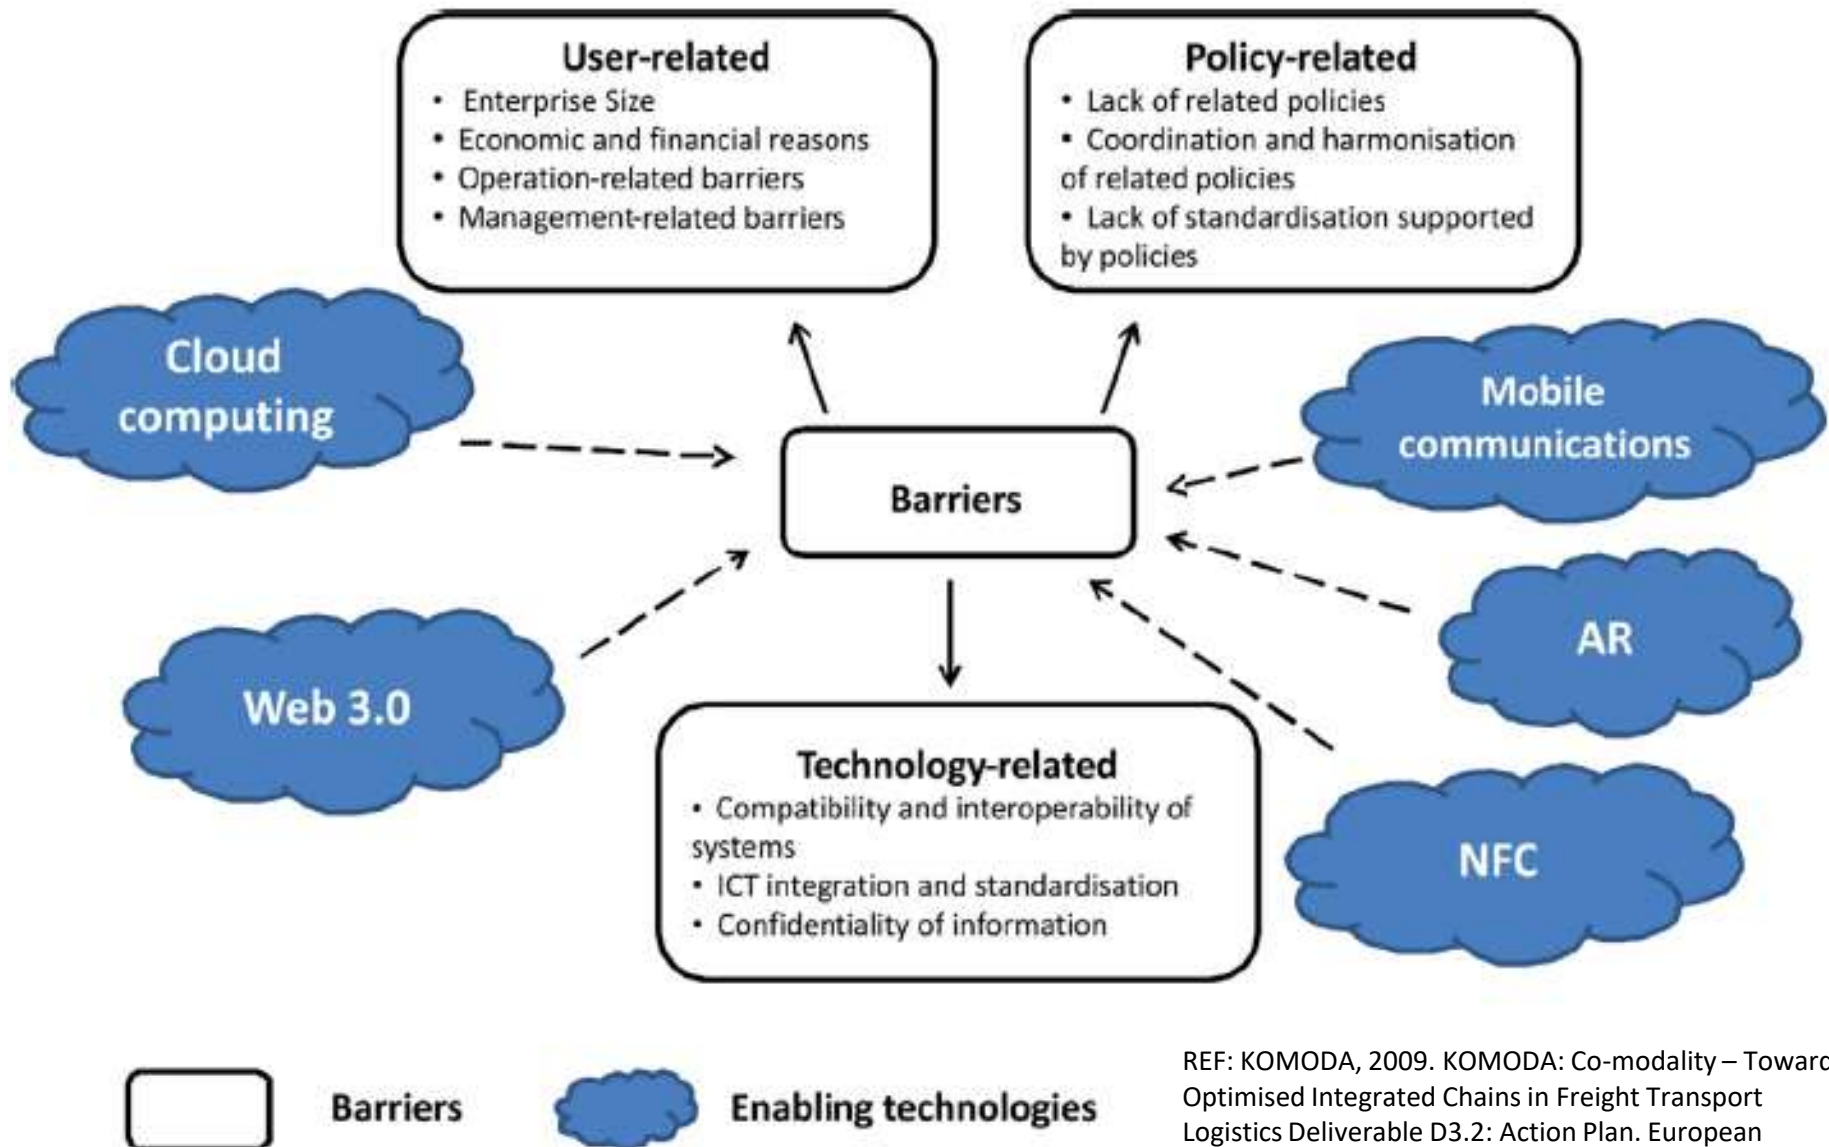 User-related
• Enterprise Size
• Economic and financial reasons
• Operation-related barriers
• Management-related barriers
Policy-related
• Lack of related policies
• Coordination and harmonisation
of related policies
• Lack of standardisation supported
by policies
Cloud
computing
Mobile
communications
Barriers
AR
Web 3.0
Technology-related
• Compatibility and interoperability of
systems
• ICT integration and standardisation
• Confidentiality of information
NFC
Barriers
Enabling technologies
REF: KOMODA, 2009. KOMODA: Co-modality – Toward
Optimised Integrated Chains in Freight Transport
Logistics Deliverable D3.2: Action Plan. European